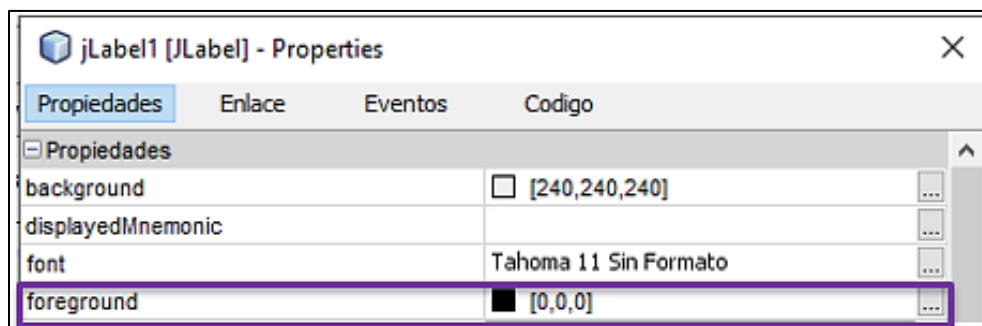 jLabel1 [JLabel] - Properties
Propiedades Enlace Eventos Codigo
Propiedades
background [240,240,240] ...
displayedMnemonic ...
font Tahoma 11 Sin Formato ...
foreground [0,0,0] ...